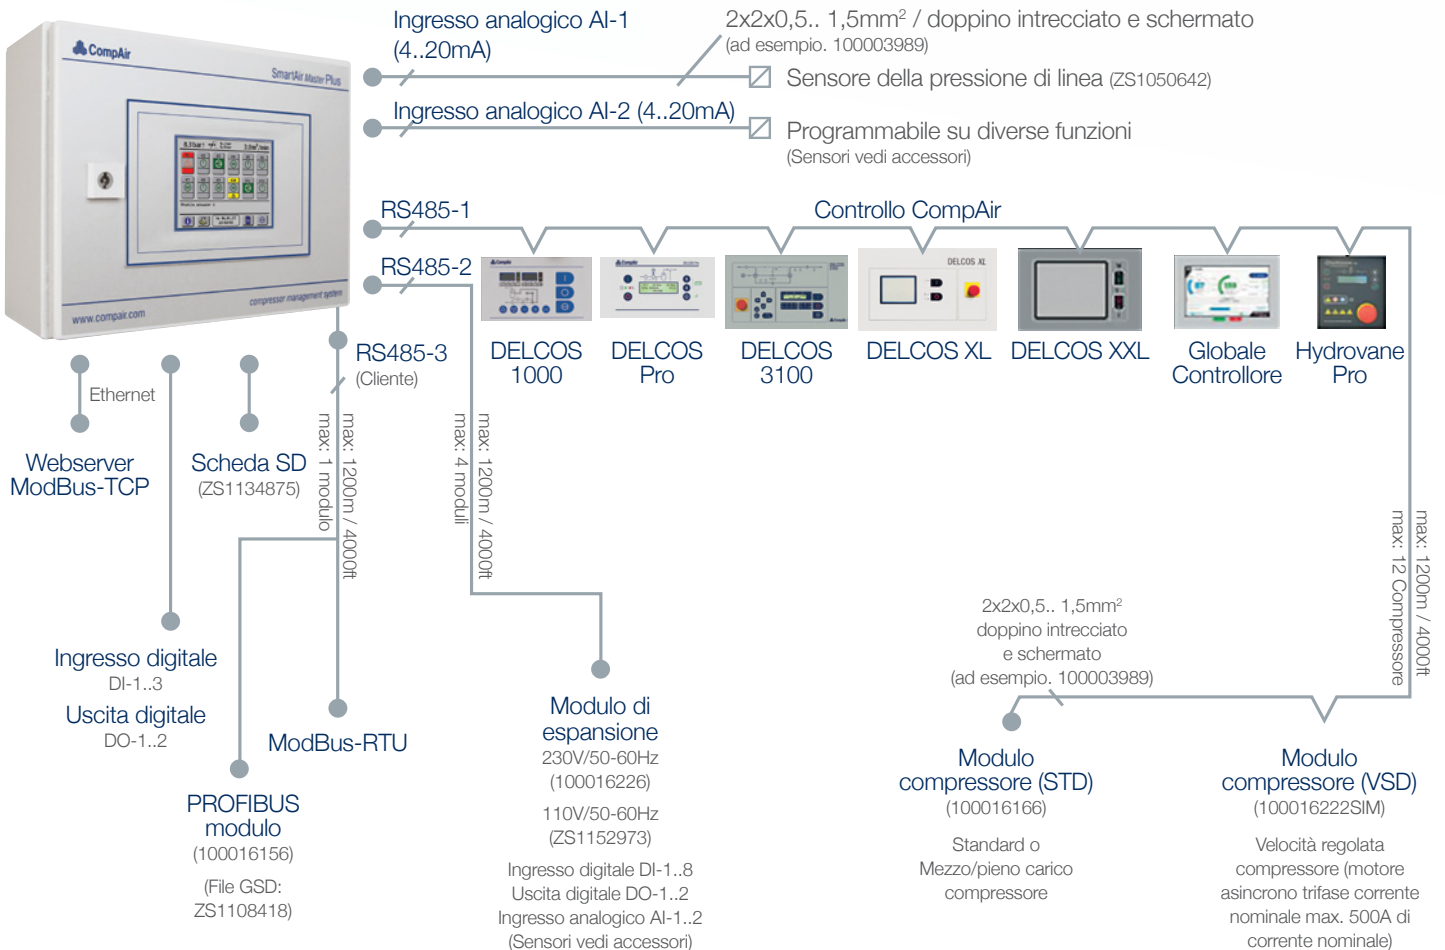 CompAir
SmartAir Master Plus
compressor management system
www.compair.com
Ingresso analogico AI-1
(4..20mA)
2x2x0,5.. 1,5mm² / doppino intrecciato e schermato
(ad esempio. 100003989)
Sensore della pressione di linea (ZS1050642)
Ingresso analogico AI-2 (4..20mA)
Programmabile su diverse funzioni
(Sensori vedi accessori)
RS485-1
Controllo CompAir
RS485-2
DELCOS XL
DELCOS
1000
DELCOS
Pro
DELCOS
3100
DELCOS XL
DELCOS XXL
Globale
Controllore
Hydrovane
Pro
RS485-3
(Cliente)
Ethernet
Webserver
ModBus-TCP
Scheda SD
(ZS1134875)
max: 1200m / 4000ft
max: 1 modulo
max: 1200m / 4000ft
max: 4 moduli
max: 1200m / 4000ft
max: 12 Compressore
Ingresso digitale
DI-1..3
Uscita digitale
DO-1..2
ModBus-RTU
PROFIBUS
modulo
(100016156)
(File GSD:
ZS1108418)
Modulo di
espansione
230V/50-60Hz
(100016226)
110V/50-60Hz
(ZS1152973)
Ingresso digitale DI-1..8
Uscita digitale DO-1..2
Ingresso analogico AI-1..2
(Sensori vedi accessori)
2x2x0,5.. 1,5mm²
doppino intrecciato
e schermato
(ad esempio. 100003989)
Modulo
compressore (STD)
(100016166)
Standard o
Mezzo/pieno carico
compressore
Modulo
compressore (VSD)
(100016222SIM)
Velocità regolata
compressore (motore
asincrono trifase corrente
nominale max. 500A di
corrente nominale)